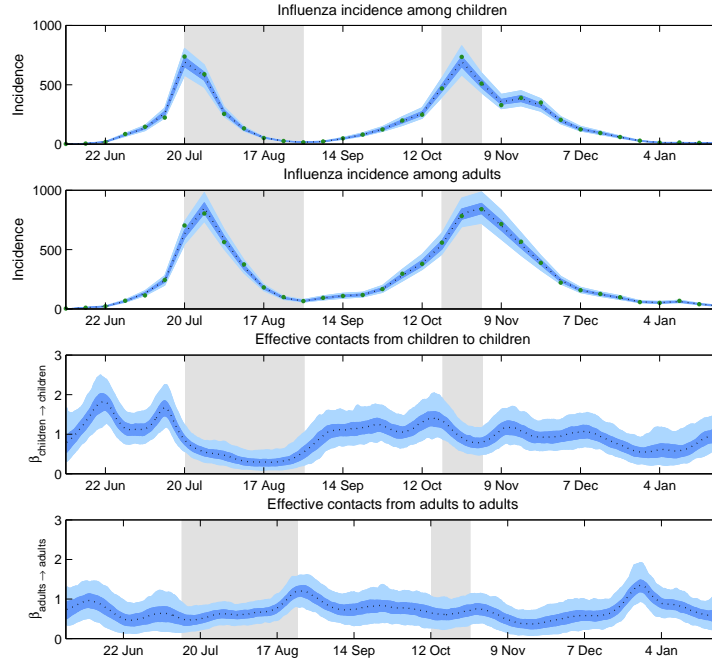 Influenza incidence among children
1000
500
0
Incidence
22 Jun 20 Jul 17 Aug 14 Sep 12 Oct 9 Nov 7 Dec 4 Jan
Influenza incidence among adults
1000
500
0
Incidence
22 Jun 20 Jul 17 Aug 14 Sep 12 Oct 9 Nov 7 Dec 4 Jan
Effective contacts from children to children
3
2
1
0
β children → children
22 Jun 20 Jul 17 Aug 14 Sep 12 Oct 9 Nov 7 Dec 4 Jan
Effective contacts from adults to adults
3
2
1
0
β adults → adults
22 Jun 20 Jul 17 Aug 14 Sep 12 Oct 9 Nov 7 Dec 4 Jan